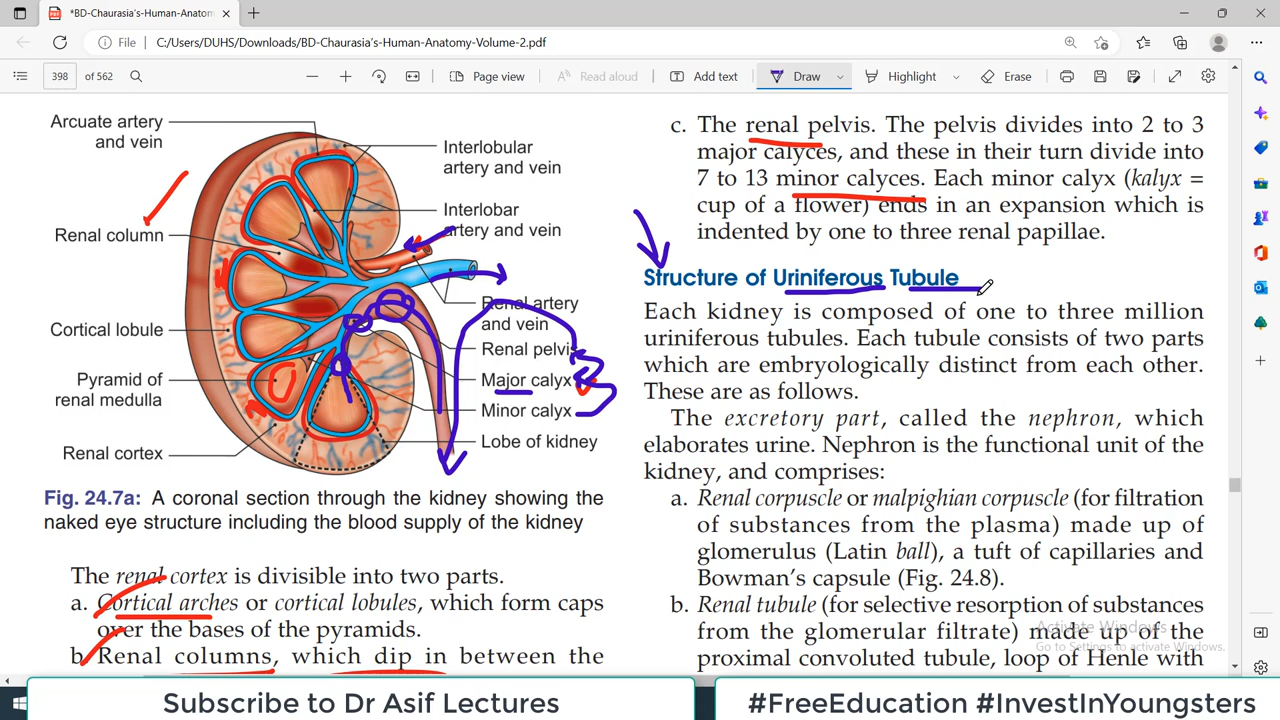 *BD-Chaurasia's-Human-Anatom
File
C:/Users/DUHS/Downloads/BD-Chaurasia's-Human-Anatomy-Volume-2.pdf
398
of 562
Page view
Read aloud
Add text
Draw
Highlight
Erase
Arcuate artery
and vein
Renal column
Cortical lobule
Pyramid of
renal medulla
Renal cortex
Interlobular
artery and vein
Interlobar
artery and vein
Renal artery
and vein
Renal pelvis
Major calyx
Minor calyx
Lobe of kidney
Fig. 24.7a: A coronal section through the kidney showing the
naked eye structure including the blood supply of the kidney
The renal cortex is divisible into two parts.
a. Cortical arches or cortical lobules, which form caps
over the bases of the pyramids.
b. Renal columns, which dip in between the
c. The renal pelvis. The pelvis divides into 2 to 3
major calyces, and these in their turn divide into
7 to 13 minor calyces. Each minor calyx (kalyx =
cup of a flower) ends in an expansion which is
indented by one to three renal papillae.
Structure of Uriniferous Tubule
Each kidney is composed of one to three million
uriniferous tubules. Each tubule consists of two parts
which are embryologically distinct from each other.
These are as follows.
The excretory part, called the nephron, which
elaborates urine. Nephron is the functional unit of the
kidney, and comprises:
a. Renal corpuscle or malpighian corpuscle (for filtration
of substances from the plasma) made up of
glomerulus (Latin ball), a tuft of capillaries and
Bowman's capsule (Fig. 24.8).
b. Renal tubule (for selective resorption of substances
from the glomerular filtrate) made up of the
proximal convoluted tubule, loop of Henle with
Activate Windows
Go to Settings to activate Windows.
Subscribe to Dr Asif Lectures
#FreeEducation #InvestInYoungsters